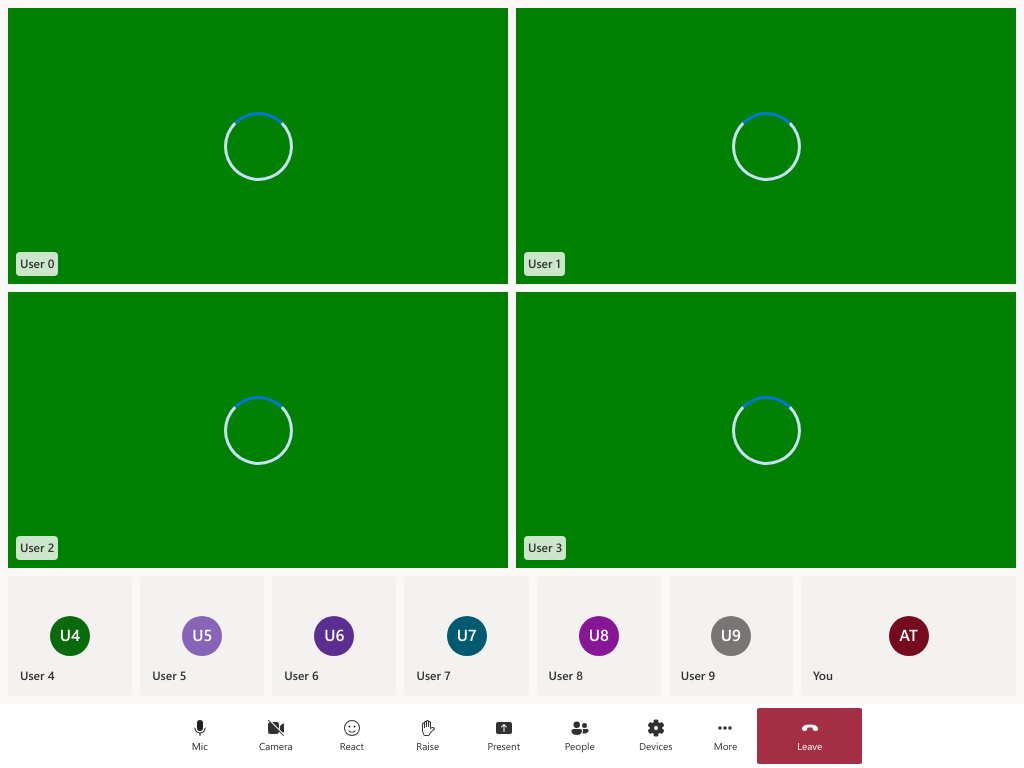 User 0
User 1
User 2
User 3
U4
U5
U6
U7
U8
U9
AT
User 4
User 5
User 6
User 7
User 8
User 9
You
Mic
Camera
React
Raise
Present
People
Devices
More
Leave